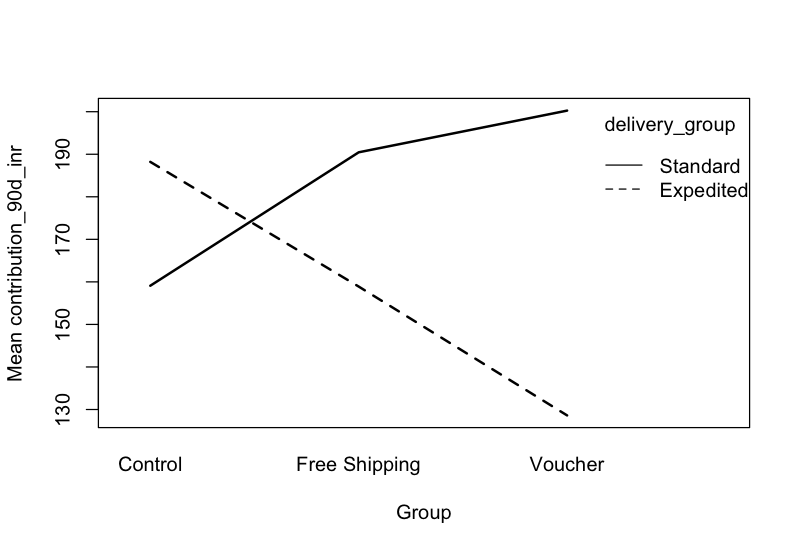 delivery_group
Standard
Expedited
Mean contribution_90d_inr
190
170
150
130
Control Free Shipping Voucher
Group